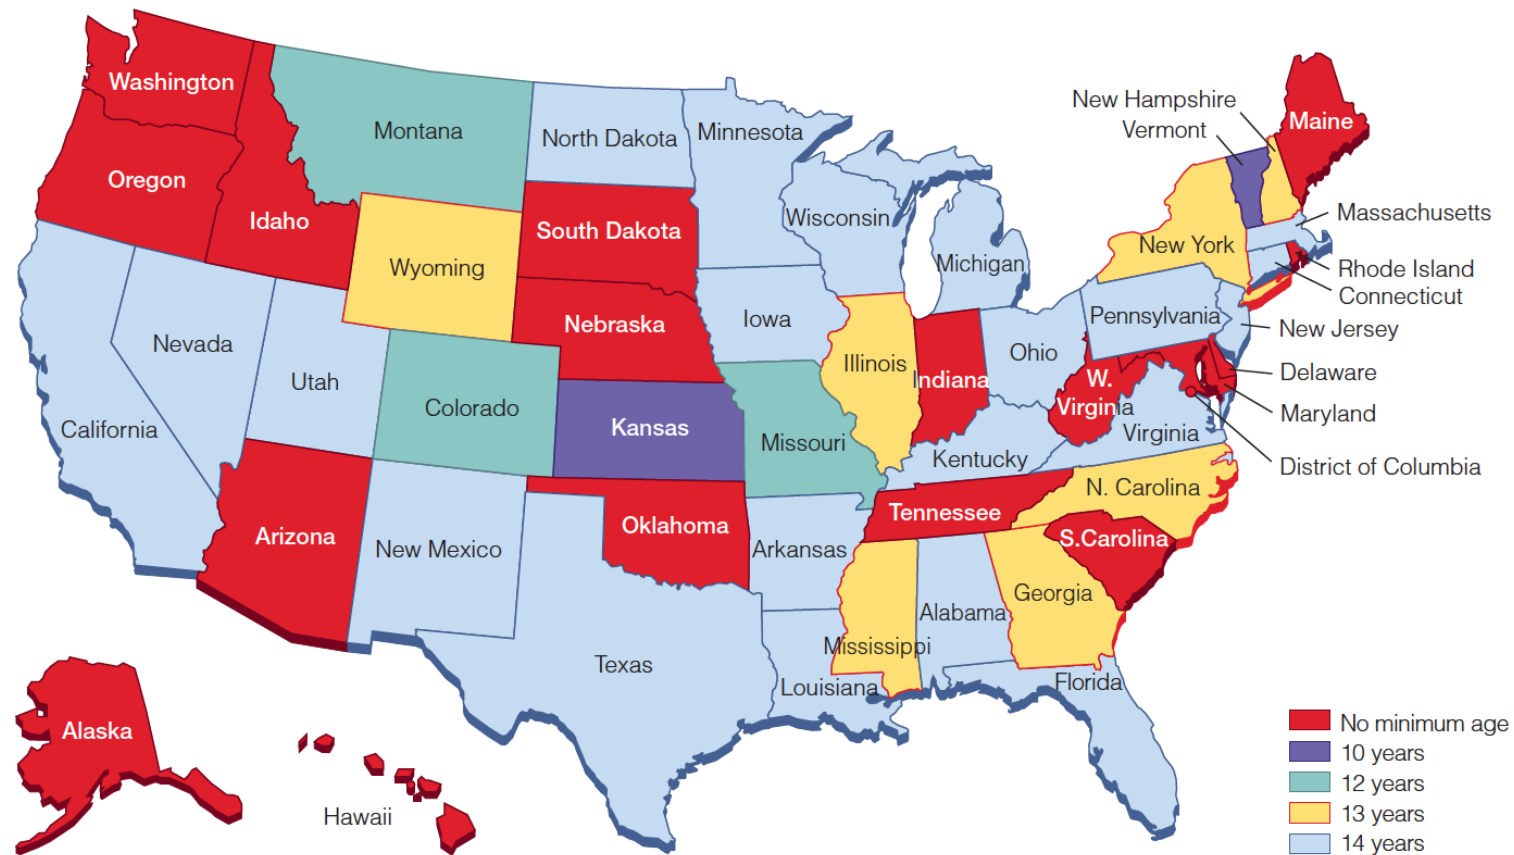 Washington
Oregon
Idaho
Montana
North Dakota
Minnesota
New Hampshire
Vermont
Maine
Wyoming
South Dakota
Wisconsin
Michigan
New York
Massachusetts
Rhode Island
Connecticut
Nebraska
Iowa
Pennsylvania
New Jersey
Nevada
Utah
Illinois
Indiana
Ohio
Delaware
Maryland
District of Columbia
California
Colorado
Kansas
Missouri
W.
Virginia
Virginia
Kentucky
N. Carolina
Arizona
New Mexico
Oklahoma
Arkansas
Tennessee
S.Carolina
Texas
Louisiana
Mississippi
Alabama
Georgia
Florida
Alaska
Hawaii
No minimum age
10 years
12 years
13 years
14 years